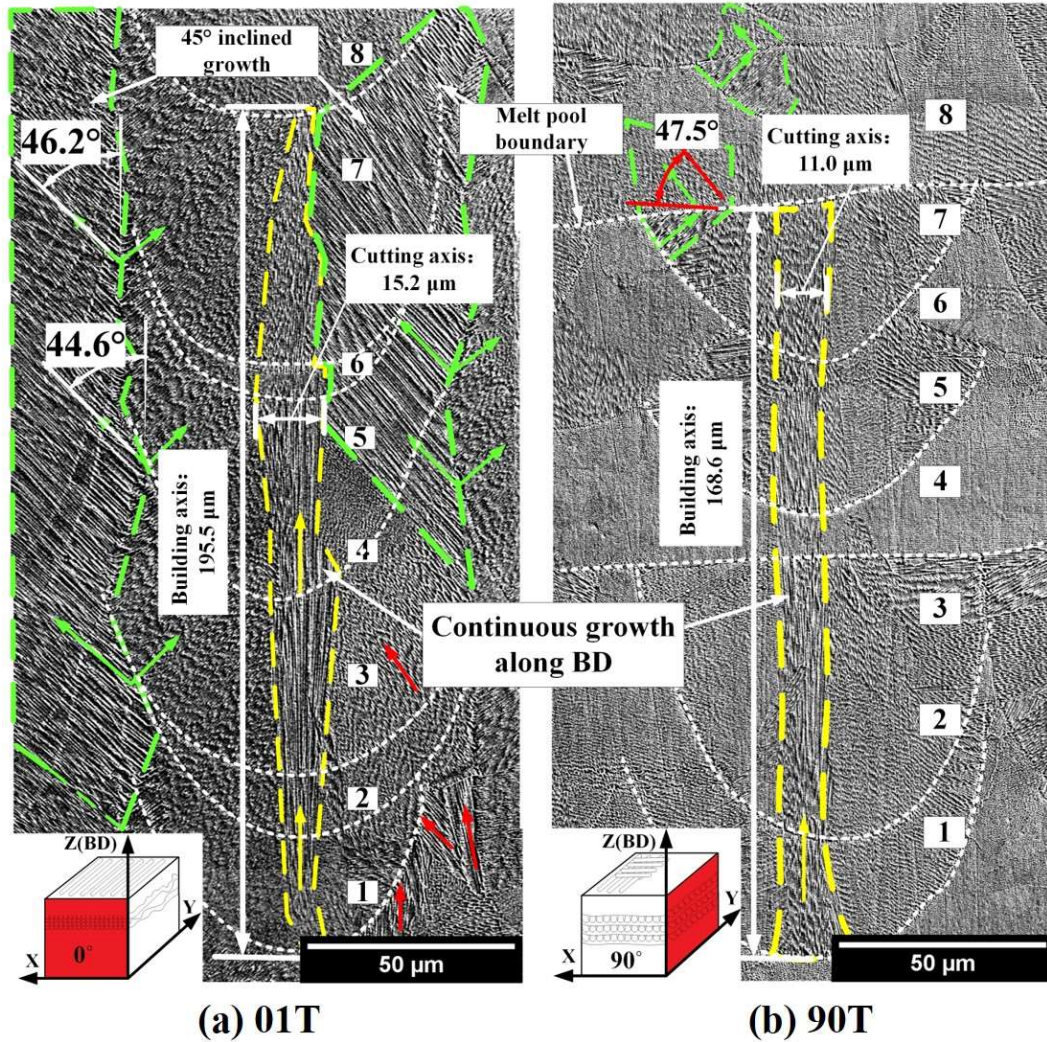 45° inclined
growth
46.2°
44.6°
8
7
Cutting axis：
15.2 μm
6
5
4
3
2
1
Building axis：
195.5 μm
Continuous growth
along BD
Melt pool
boundary
Z(BD)
Y
X
0°
50 μm
(a) 01T
47.5°
Cutting axis：
11.0 μm
8
7
6
5
4
3
2
1
Building axis：
168.6 μm
Z(BD)
Y
X
90°
50 μm
(b) 90T